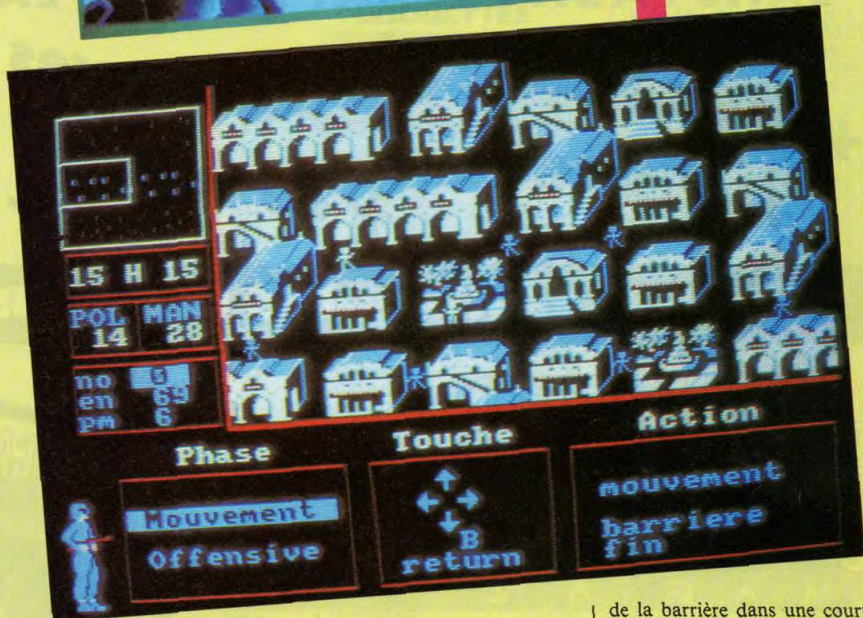 15 H 15
POL MAN
14 28
no 0
en 69
pm 6
Phase
Mouvement
Offensive
Touche
B
return
Action
mouvement
barriere
fin
de la barrière dans une cour